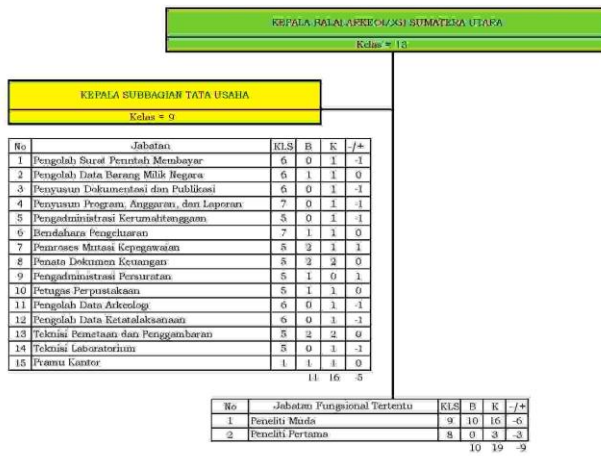 KEPALA BALAI ARKEOLOGI SUMATERA UTARA
Kelas = 13
KEPALA SUBBAGIAN TATA USAHA
Kelas = 9
No Jabatan KLS B K -/+
1 Pengolah Surat Perintah Membayar 6 0 1 -1
2 Pengolah Data Barang Milik Negara 6 1 1 0
3 Penyusun Dokumentasi dan Publikasi 6 0 1 -1
4 Penyusun Program, Anggaran, dan Laporan 7 0 1 -1
5 Pengadministrasi Kerumahtanggaan 5 0 1 -1
6 Bendahara Pengeluaran 7 1 1 0
7 Pemroses Mutasi Kepegawaian 5 2 1 1
8 Penata Dokumen Keuangan 5 2 2 0
9 Pengadministrasi Persuratan 5 1 0 1
10 Petugas Perpustakaan 5 1 1 0
11 Pengolah Data Arkeologi 6 0 1 -1
12 Pengolah Data Ketatalaksanaan 6 0 1 -1
13 Teknisi Pemetaan dan Penggambaran 5 2 2 0
14 Teknisi Laboratorium 5 0 1 -1
15 Pramu Kantor 1 1 1 0
11 16 -5
No Jabatan Fungsional Tertentu KLS B K -/+
1 Peneliti Muda 9 10 16 -6
2 Peneliti Pertama 8 0 3 -3
10 19 -9